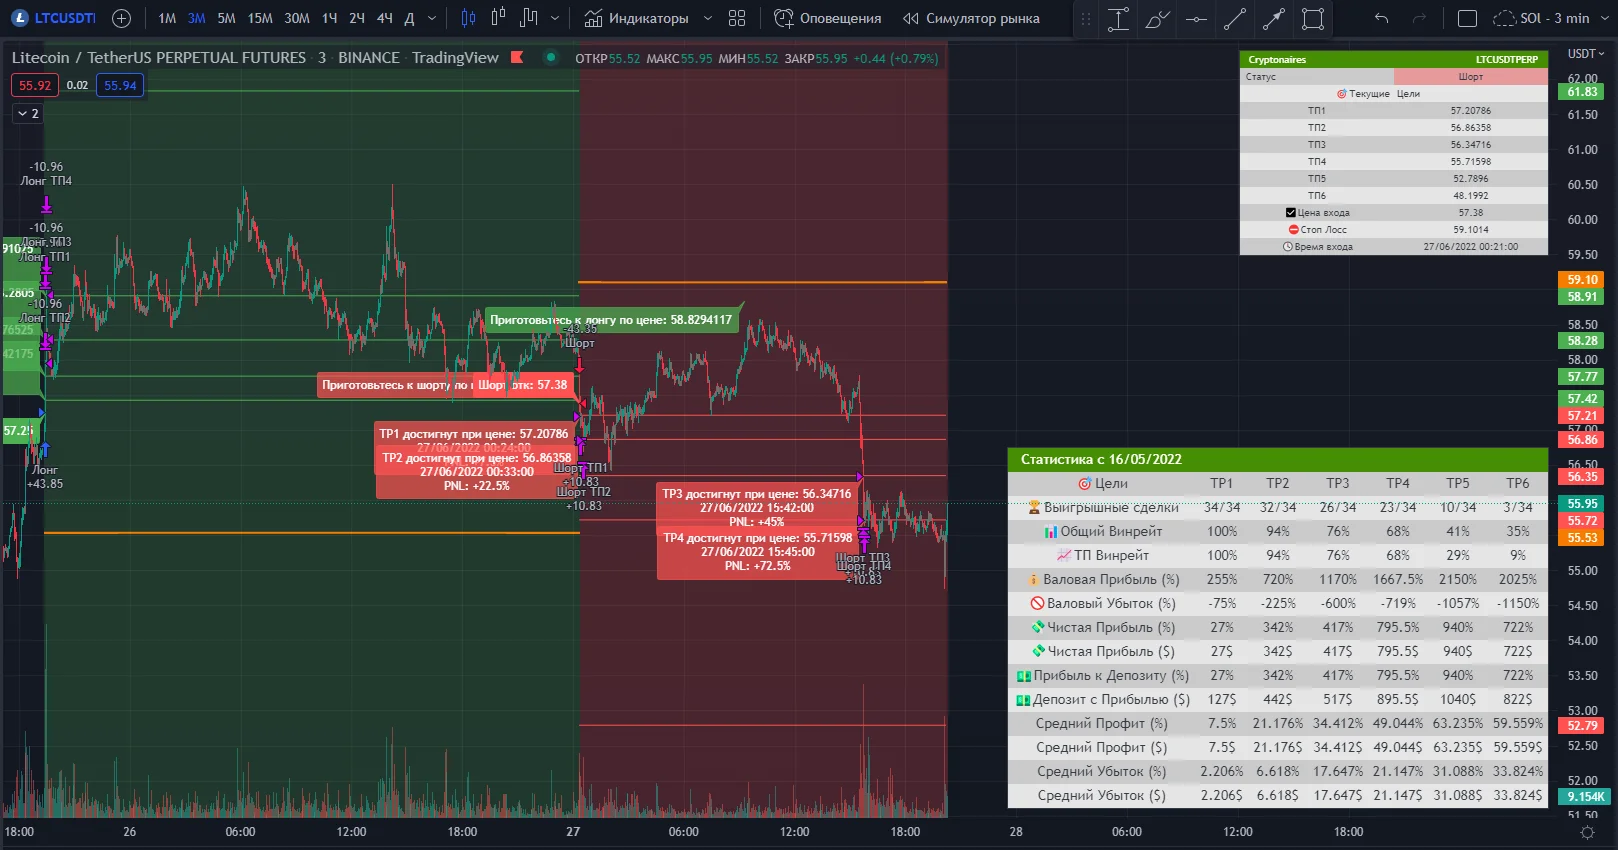 LTCUSDTI
1М
3М
5М
15М
30М
1Ч
2Ч
4Ч
Д
Индикаторы
Оповещения
Симулятор рынка
SOL - 3 min
Litecoin / TetherUS PERPETUAL FUTURES · 3 · BINANCE · TradingView
ОТКР55.52 МАКС55.95 МИН55.52 ЗАКР55.95 +0.44 (+0.79%)
USDT
55.92
0.02
55.94
2
-10.96
Лонг ТП4
-10.96
Лонг ТП3
Лонг ТП1
-10.96
Лонг ТП2
57.25
Лонг
+43.85
Приготовьтесь к лонгу по цене: 58.8294117
-43.35
Шорт
Приготовьтесь к шорту по
Шорт отк: 57.38
TP1 достигнут при цене: 57.20786
27/06/2022 00:24:00
TP2 достигнут при цене: 56.86358
27/06/2022 00:33:00
PNL: +22.5%
Шорт ТП1
+10.83
Шорт ТП2
+10.83
TP3 достигнут при цене: 56.34716
27/06/2022 15:42:00
PNL: +45%
TP4 достигнут при цене: 55.71598
27/06/2022 15:45:00
PNL: +72.5%
Шорт ТП3
Шорт ТП4
+10.83
Cryptonaires LTCUSDTPERP
Статус Шорт
Текущие Цели
ТП1 57.20786
ТП2 56.86358
ТП3 56.34716
ТП4 55.71598
ТП5 52.7896
ТП6 48.1992
Цена входа 57.38
Стоп Лосс 59.1014
Время входа 27/06/2022 00:21:00
Статистика с 16/05/2022
Цели TP1 TP2 TP3 TP4 TP5 TP6
Выигрышные сделки 34/34 32/34 26/34 23/34 10/34 3/34
Общий Винрейт 100% 94% 76% 68% 41% 35%
ТП Винрейт 100% 94% 76% 68% 29% 9%
Валовая Прибыль (%) 255% 720% 1170% 1667.5% 2150% 2025%
Валовый Убыток (%) -75% -225% -600% -719% -1057% -1150%
Чистая Прибыль (%) 27% 342% 417% 795.5% 940% 722%
Чистая Прибыль ($) 27$ 342$ 417$ 795.5$ 940$ 722$
Прибыль к Депозиту (%) 27% 342% 417% 795.5% 940% 722%
Депозит с Прибылью ($) 127$ 442$ 517$ 895.5$ 1040$ 822$
Средний Профит (%) 7.5% 21.176% 34.412% 49.044% 63.235% 59.559%
Средний Профит ($) 7.5$ 21.176$ 34.412$ 49.044$ 63.235$ 59.559$
Средний Убыток (%) 2.206% 6.618% 17.647% 21.147% 31.088% 33.824%
Средний Убыток ($) 2.206$ 6.618$ 17.647$ 21.147$ 31.088$ 33.824$
62.00
61.83
61.50
61.00
60.50
60.00
59.50
59.10
58.91
58.50
58.28
58.00
57.77
57.42
57.21
57.00
56.86
56.50
56.35
55.95
55.72
55.53
55.00
54.50
54.00
53.50
53.00
52.79
52.50
52.00
9.154K
51.50
18:00
26
06:00
12:00
18:00
27
06:00
12:00
18:00
28
06:00
12:00
18:00